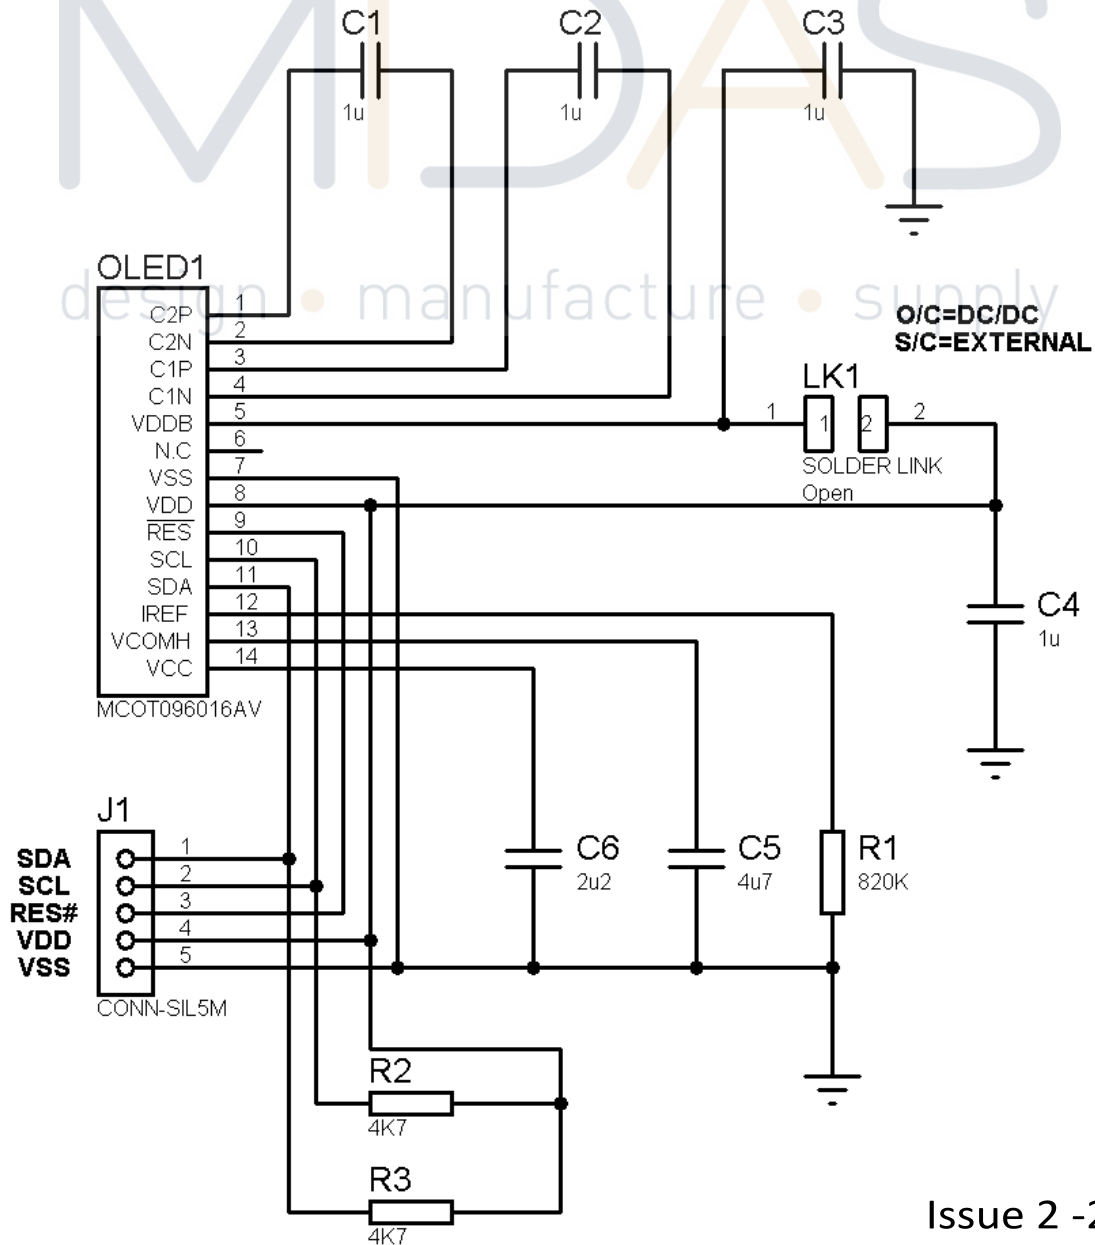 MIDAS
design • manufacture • supply
C1
1u
C2
1u
C3
1u
OLED1
C2P 1
C2N 2
C1P 3
C1N 4
VDDB 5
N.C 6
VSS 7
VDD 8
RES 9
SCL 10
SDA 11
IREF 12
VCOMH 13
VCC 14
MCOT096016AV
O/C=DC/DC
S/C=EXTERNAL
LK1
1 1 2 2
SOLDER LINK
Open
C4
1u
J1
SDA 1
SCL 2
RES# 3
VDD 4
VSS 5
CONN-SIL5M
C6
2u2
C5
4u7
R1
820K
R2
4K7
R3
4K7
Issue 2 -